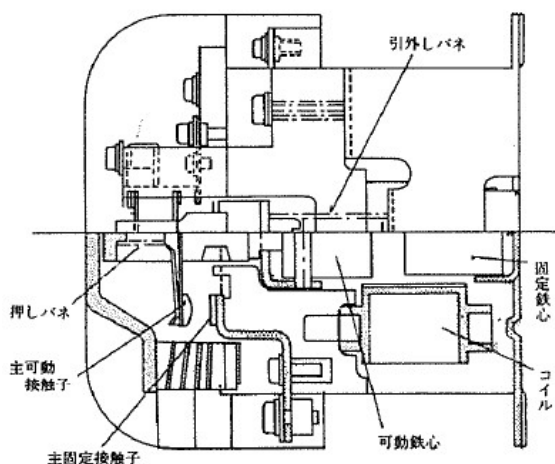 引外しバネ
押しバネ
主可動
接触子
主固定接触子
可動鉄心
コイル
固定鉄心